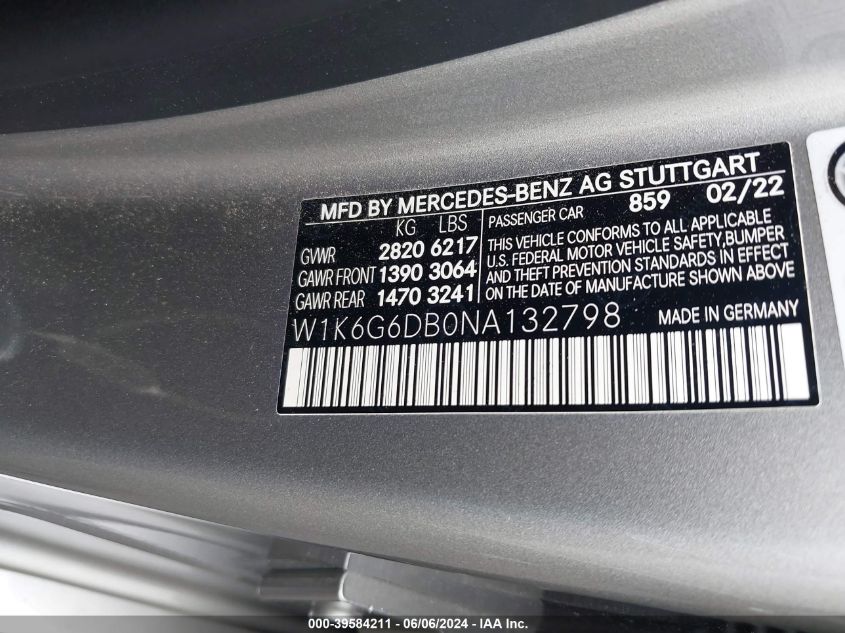 MFD BY MERCEDES-BENZ AG STUTTGART
KG LBS PASSENGER CAR 859 02/22
GVWR 2820 6217
GAWR FRONT 1390 3064
GAWR REAR 1470 3241
THIS VEHICLE CONFORMS TO ALL APPLICABLE
U.S. FEDERAL MOTOR VEHICLE SAFETY, BUMPER
AND THEFT PREVENTION STANDARDS IN EFFECT
ON THE DATE OF MANUFACTURE SHOWN ABOVE
W1K6G6DB0NA132798 MADE IN GERMANY
000-39584211 - 06/06/2024 - IAA Inc.